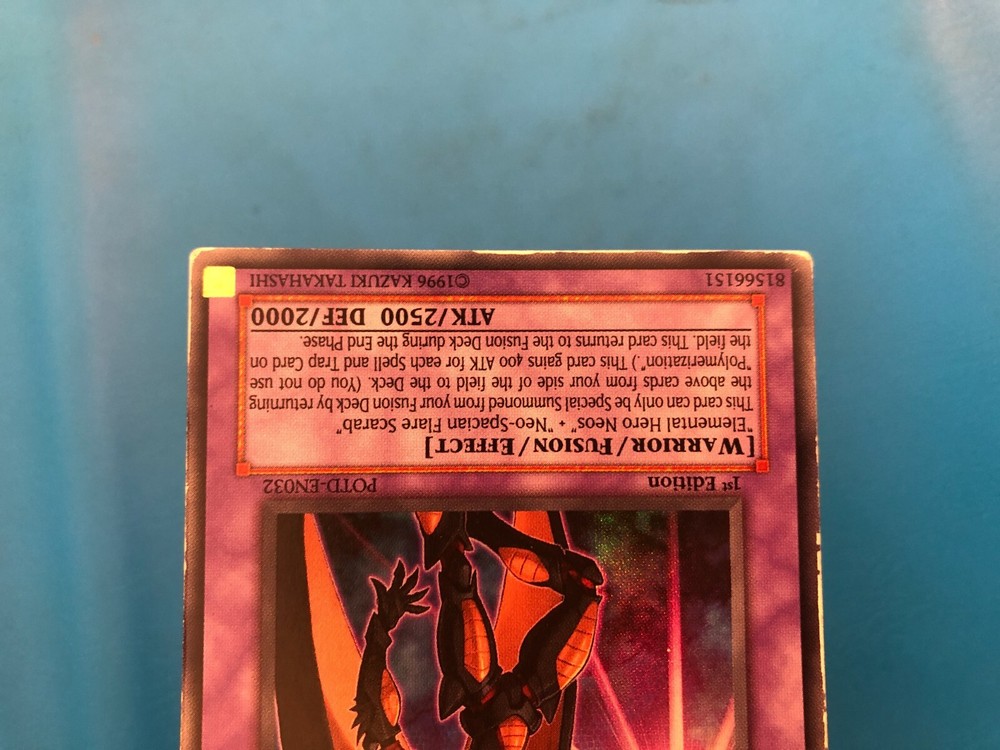 1st Edition POTD-EN032
[WARRIOR/FUSION/EFFECT]
"Elemental Hero Neos" + "Neo-Spacian Flare Scarab"
This card can only be Special Summoned from your Fusion Deck by returning
the above cards from your side of the field to the Deck. (You do not use
"Polymerization".) This card gains 400 ATK for each Spell and Trap Card on
the field. This card returns to the Fusion Deck during the End Phase.
ATK/2500 DEF/2000
81566151 ©1996 KAZUKI TAKAHASHI